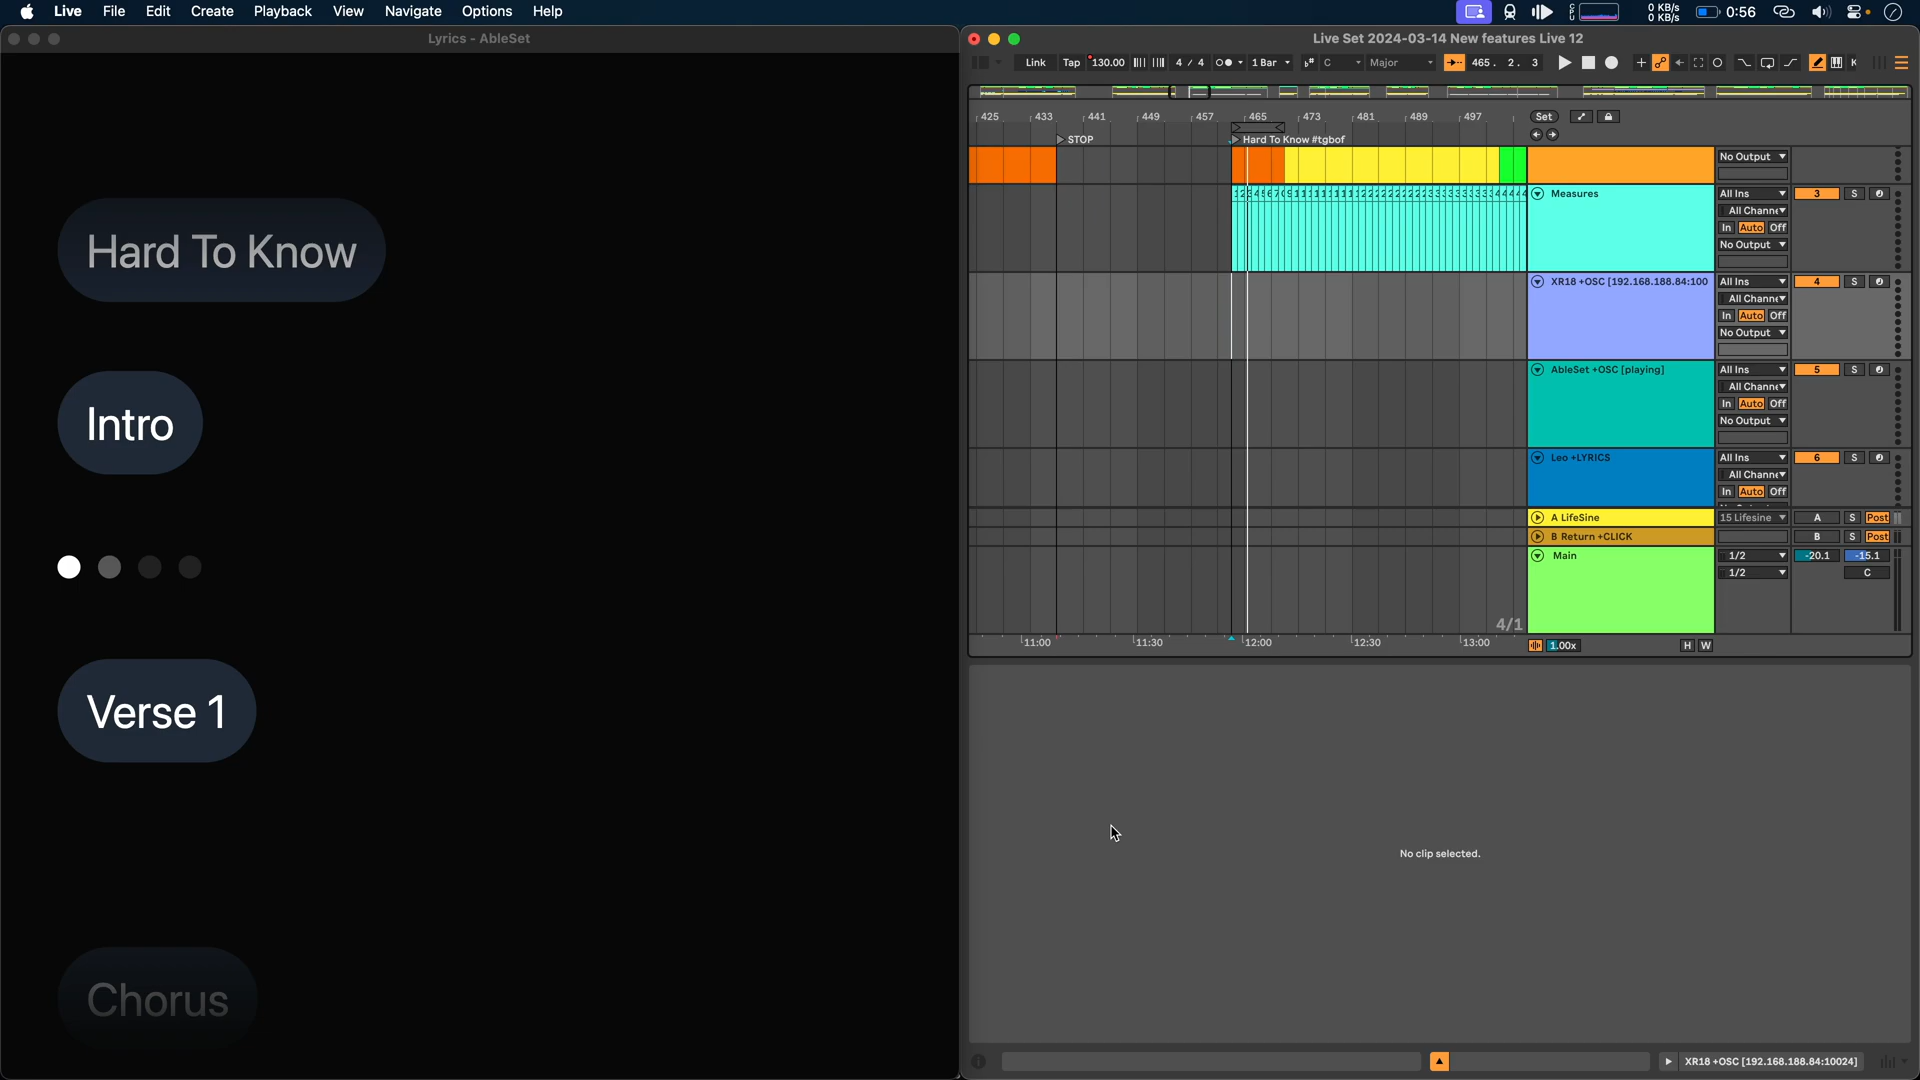 Live File Edit Create Playback View Navigate Options Help
0 KB/s
0 KB/s
0:56
Lyrics - AbleSet
Hard To Know
Intro
Verse 1
Chorus
Live Set 2024-03-14 New features Live 12
Link Tap 130.00 4 / 4 1 Bar C Major 465. 2. 3
425 433 441 449 457 465 473 481 489 497 Set
STOP Hard To Know #tgbof
No Output
Measures All Ins 3 S
All Channe
In Auto Off
No Output
XR18 +OSC [192.168.188.84:100 All Ins 4 S
All Channe
In Auto Off
No Output
AbleSet +OSC [playing] All Ins 5 S
All Channe
In Auto Off
No Output
Leo +LYRICS All Ins 6 S
All Channe
In Auto Off
A LifeSine 15 Lifesine A S Post
B Return +CLICK B S Post
Main 1/2 -20.1 -15.1
1/2 C
4/1
11:00 11:30 12:00 12:30 13:00 1.00x H W
No clip selected.
XR18 +OSC [192.168.188.84:10024]